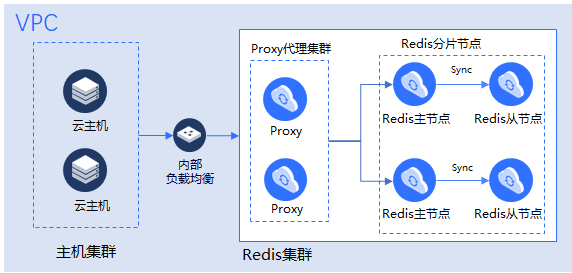 VPC
云主机
云主机
主机集群
内部
负载均衡
Proxy代理集群
Proxy
Proxy
Redis分片节点
Sync
Redis主节点
Redis从节点
Sync
Redis主节点
Redis从节点
Redis集群